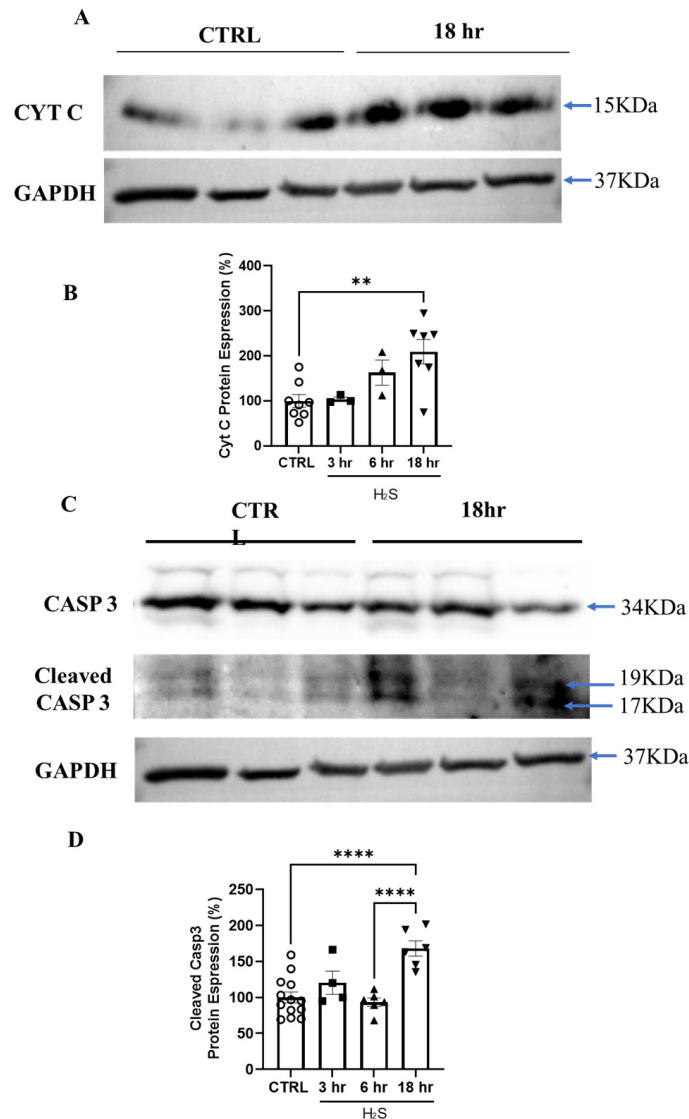 A
CTRL 18 hr
CYT C 15KDa
GAPDH 37KDa
B
Cyt C Protein Espression (%)
400
300
200
100
0
**
CTRL 3 hr 6 hr 18 hr
H₂S
C
CTR 18hr
L
CASP 3 34KDa
Cleaved 19KDa
CASP 3 17KDa
GAPDH 37KDa
D
Cleaved Casp3
Protein Espression (%)
250
200
150
100
50
0
****
****
CTRL 3 hr 6 hr 18 hr
H₂S